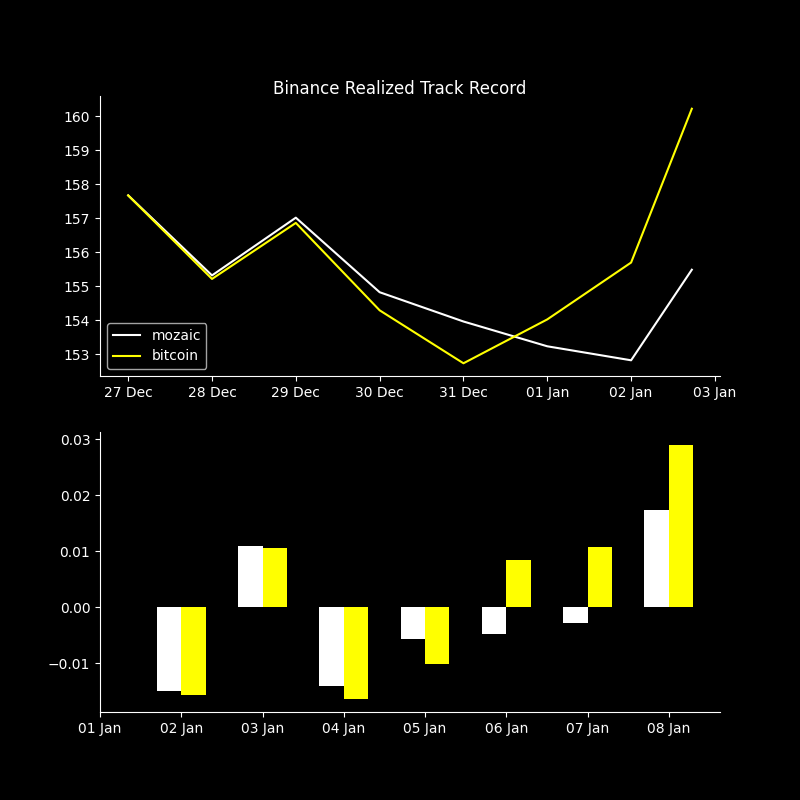 Binance Realized Track Record
160
159
158
157
156
155
154
153
mozaic
bitcoin
27 Dec 28 Dec 29 Dec 30 Dec 31 Dec 01 Jan 02 Jan 03 Jan
0.03
0.02
0.01
0.00
−0.01
01 Jan 02 Jan 03 Jan 04 Jan 05 Jan 06 Jan 07 Jan 08 Jan